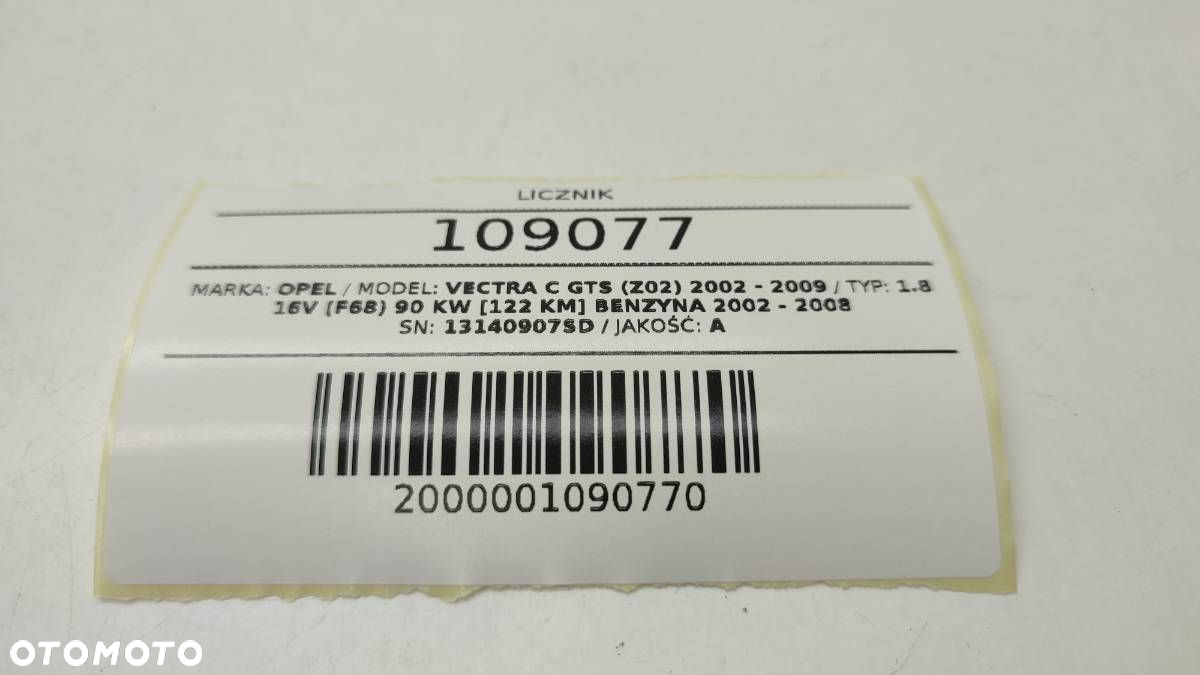 LICZNIK
109077
MARKA: OPEL / MODEL: VECTRA C GTS (Z02) 2002 - 2009 / TYP: 1.8
16V (F68) 90 KW [122 KM] BENZYNA 2002 - 2008
SN: 13140907SD / JAKOŚĆ: A
2000001090770
OTOMOTO